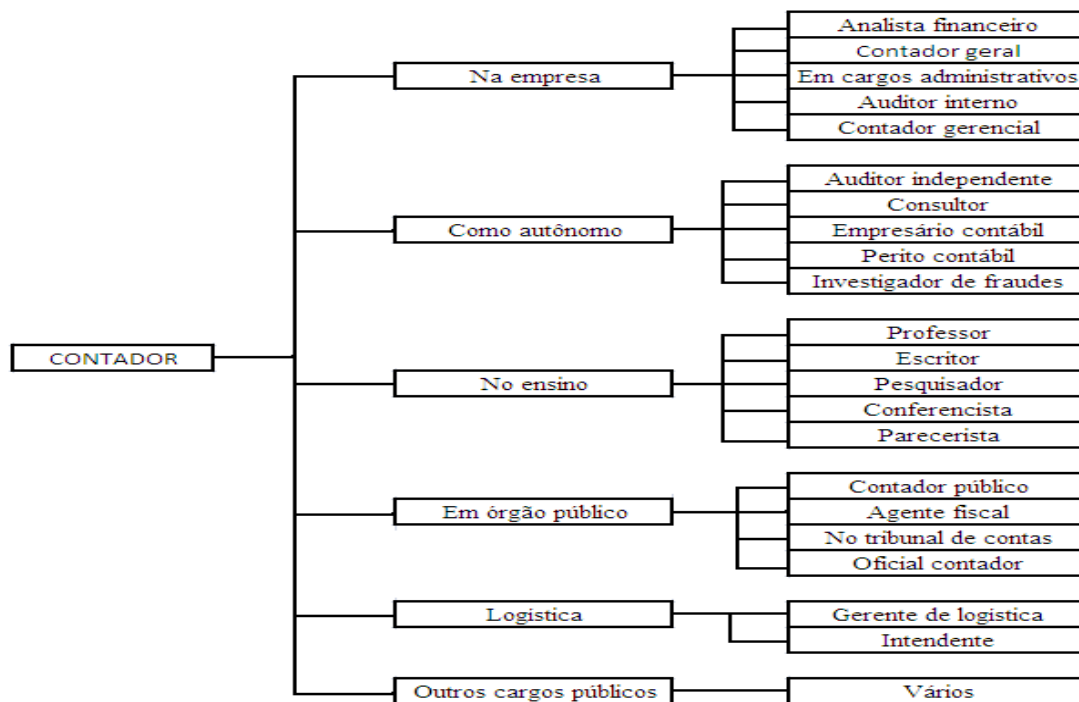 CONTADOR
Na empresa
Analista financeiro
Contador geral
Em cargos administrativos
Auditor interno
Contador gerencial
Como autônomo
Auditor independente
Consultor
Empresário contábil
Perito contábil
Investigador de fraudes
No ensino
Professor
Escritor
Pesquisador
Conferencista
Parecerista
Em órgão público
Contador público
Agente fiscal
No tribunal de contas
Oficial contador
Logistica
Gerente de logistica
Intendente
Outros cargos públicos
Vários